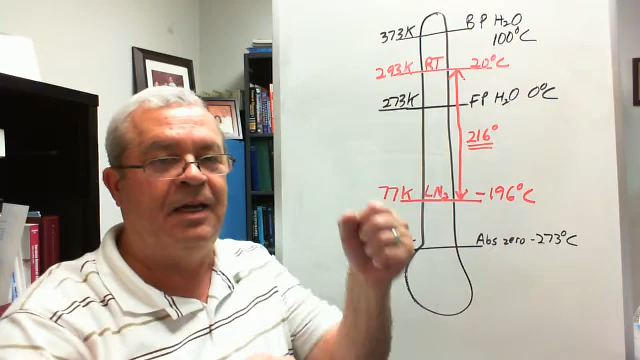 373K BP H₂O
100°C
293K RT 20°C
273K FP H₂O 0°C
216°
77K LN₂ -196°C
Abs zero -273°C